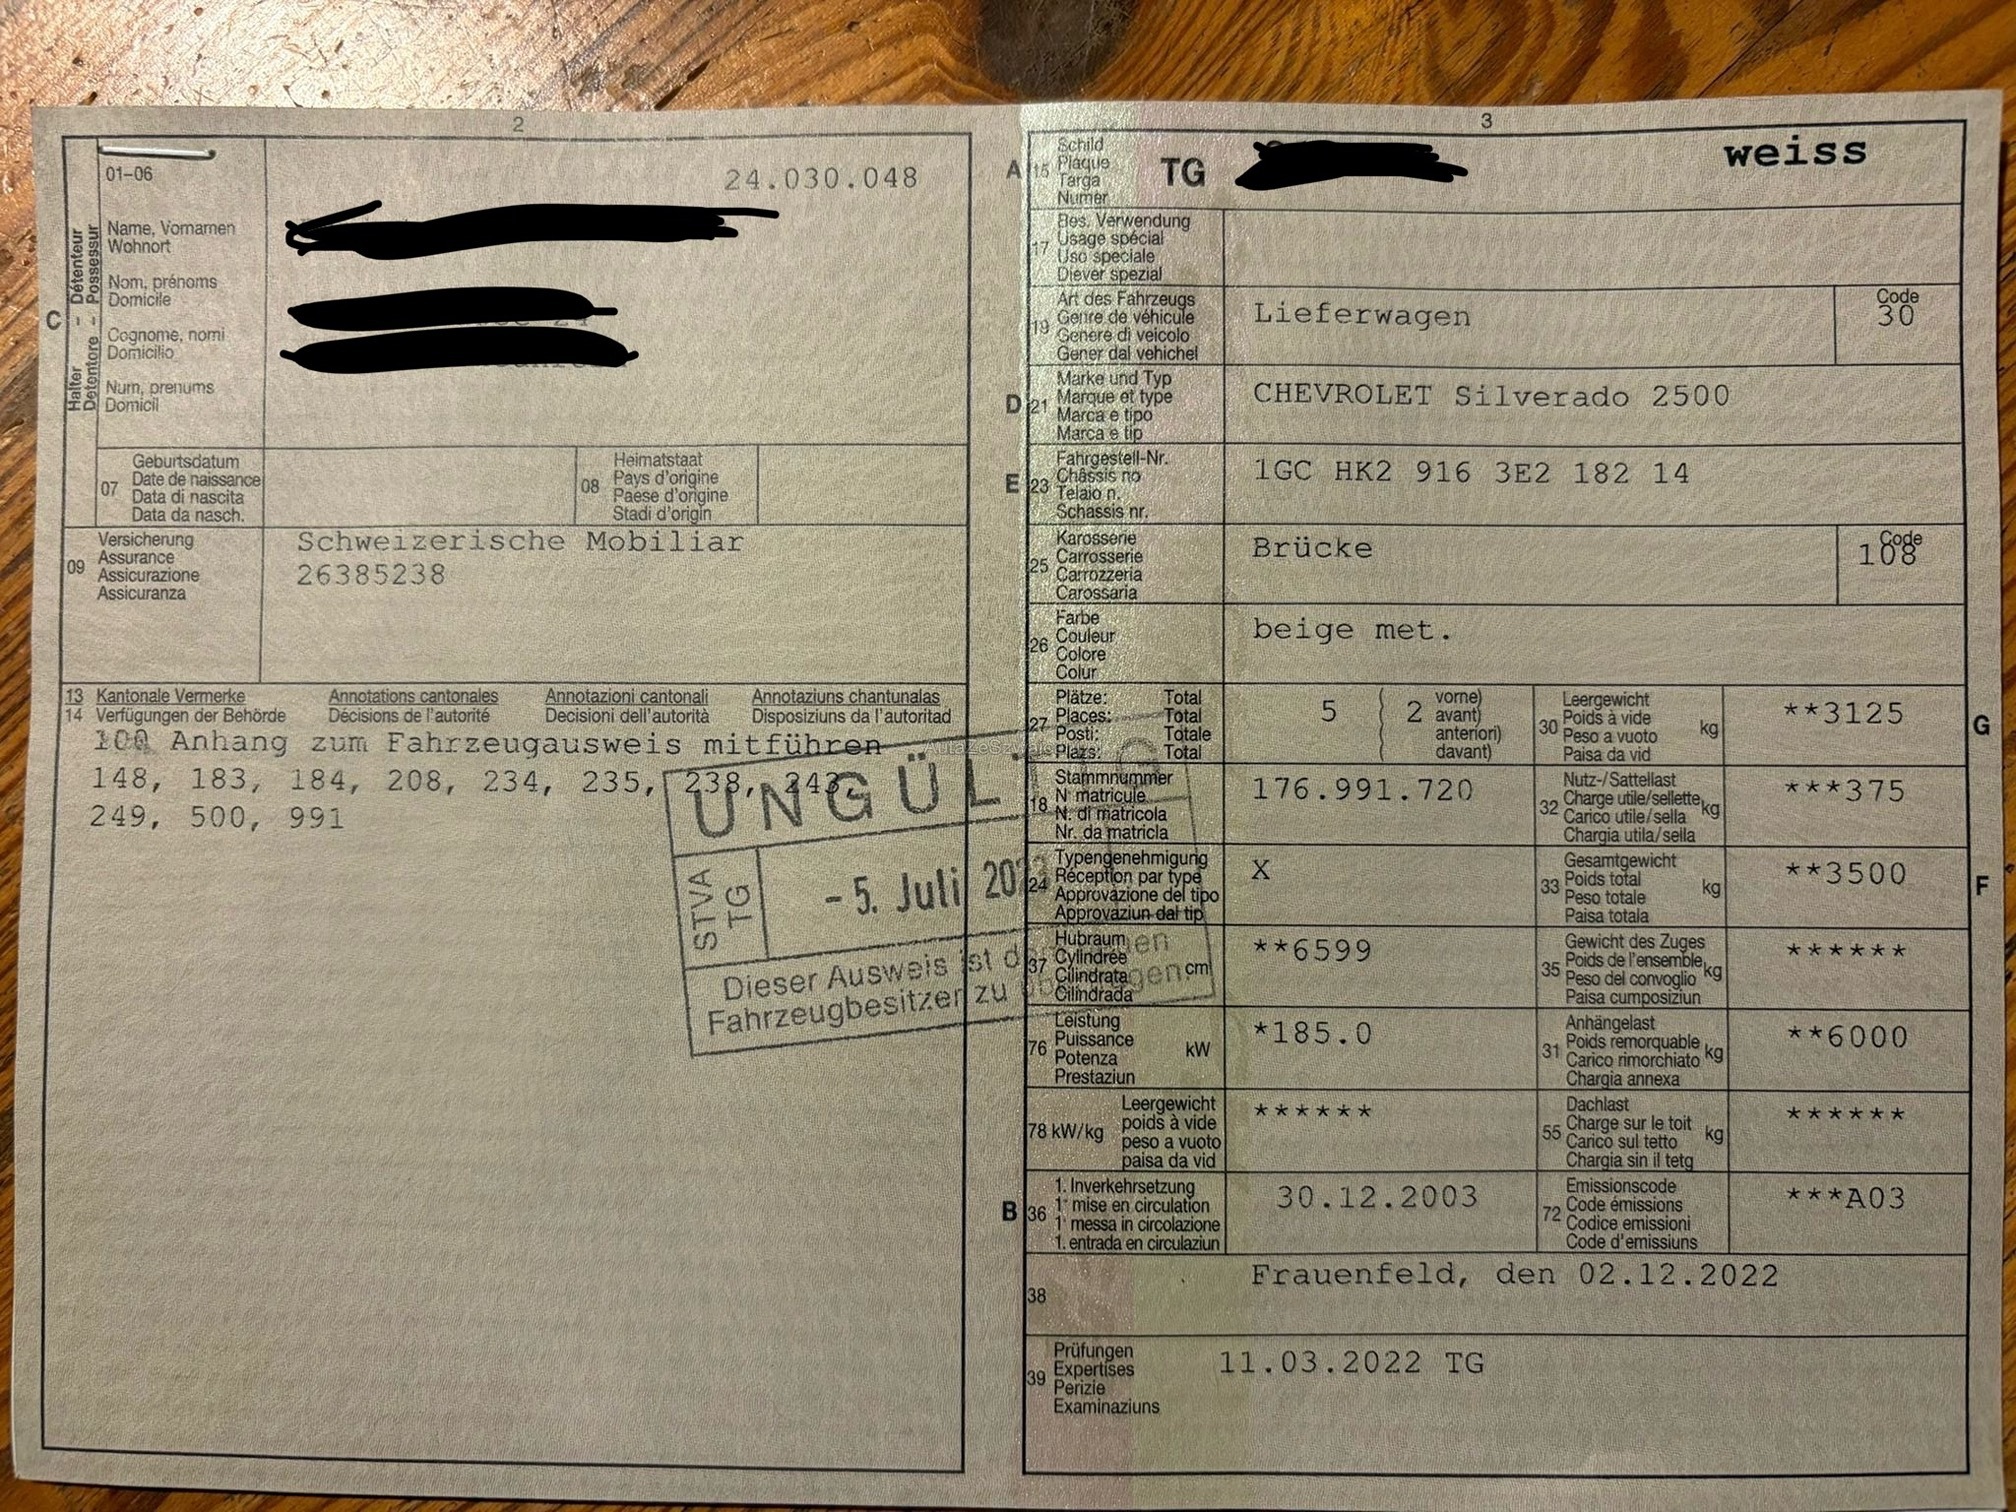 2
01-06
24.030.048
C
Halter - Détenteur
Detentore - Possessur
Name, Vornamen
Wohnort
Nom, prénoms
Domicile
Cognome, nomi
Domicilio
Num, prenums
Domicil
07
Geburtsdatum
Date de naissance
Data di nascita
Data da nasch.
08
Heimatstaat
Pays d'origine
Paese d'origine
Stadi d'origin
09
Versicherung
Assurance
Assicurazione
Assicuranza
Schweizerische Mobiliar
26385238
13 Kantonale Vermerke Annotations cantonales Annotazioni cantonali Annotaziuns chantunalas
14 Verfügungen der Behörde Décisions de l'autorité Decisioni dell'autorità Disposiziuns da l'autoritad
100 Anhang zum Fahrzeugausweis mitführen
148, 183, 184, 208, 234, 235, 238, 243,
249, 500, 991
STVA
TG
- 5. Juli
Dieser Ausweis ist
Fahrzeugbesitzer zu
3
A
15
Schild
Plaque
Targa
Numer
TG
weiss
17
Bes. Verwendung
Usage spécial
Uso speciale
Diever spezial
19
Art des Fahrzeugs
Genre de véhicule
Genere di veicolo
Gener dal vehichel
Lieferwagen
Code
30
D
21
Marke und Typ
Marque et type
Marca e tipo
Marca e tip
CHEVROLET Silverado 2500
E
23
Fahrgestell-Nr.
Châssis no
Telaio n.
Schassis nr.
1GC HK2 916 3E2 182 14
25
Karosserie
Carrosserie
Carrozzeria
Carossaria
Brücke
Code
108
26
Farbe
Couleur
Colore
Colur
beige met.
27
Plätze: Total
Places: Total
Posti: Totale
Plazs: Total
5 ( 2
vorne)
avant)
anteriori)
davant)
30
Leergewicht
Poids à vide
Peso a vuoto
Paisa da vid
kg
**3125
G
18
Stammnummer
N° matricule
N. di matricola
Nr. da matricla
176.991.720
32
Nutz-/Sattellast
Charge utile/sellette
Carico utile/sella
Chargia utila/sella
kg
***375
24
Typengenehmigung
Réception par type
Approvazione del tipo
Approvaziun dal tip
X
33
Gesamtgewicht
Poids total
Peso totale
Paisa totala
kg
**3500
F
37
Hubraum
Cylindrée
Cilindrata
Cilindrada
cm
**6599
35
Gewicht des Zuges
Poids de l'ensemble
Peso del convoglio
Paisa cumposiziun
kg
******
76
Leistung
Puissance
Potenza
Prestaziun
kW
*185.0
31
Anhängelast
Poids remorquable
Carico rimorchiato
Chargia annexa
kg
**6000
78 kW/kg
Leergewicht
poids à vide
peso a vuoto
paisa da vid
******
55
Dachlast
Charge sur le toit
Carico sul tetto
Chargia sin il tetg
kg
******
B
36
1. Inverkehrsetzung
1e mise en circulation
1a messa in circolazione
1. entrada en circulaziun
30.12.2003
72
Emissionscode
Code émissions
Codice emissioni
Code d'emissiuns
***A03
38
Frauenfeld, den 02.12.2022
39
Prüfungen
Expertises
Perizie
Examinaziuns
11.03.2022 TG